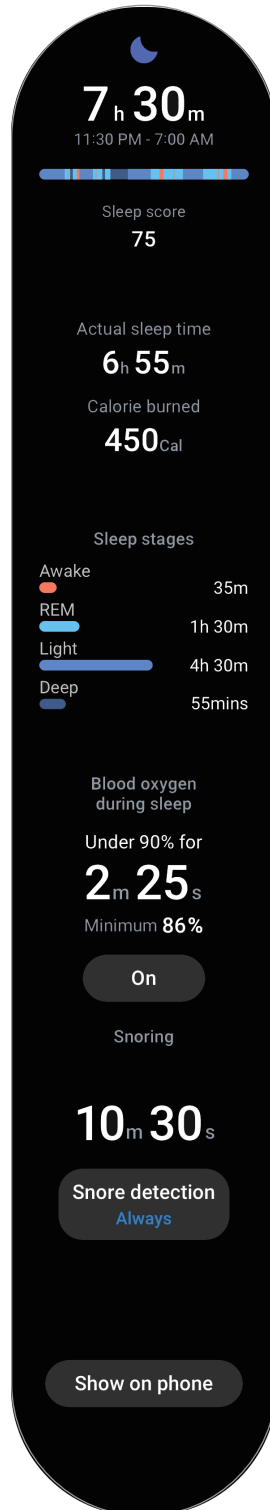 7h 30m
11:30 PM - 7:00 AM
Sleep score
75
Actual sleep time
6h 55m
Calorie burned
450Cal
Sleep stages
Awake
35m
REM
1h 30m
Light
4h 30m
Deep
55mins
Blood oxygen
during sleep
Under 90% for
2m 25s
Minimum 86%
On
Snoring
10m 30s
Snore detection
Always
Show on phone